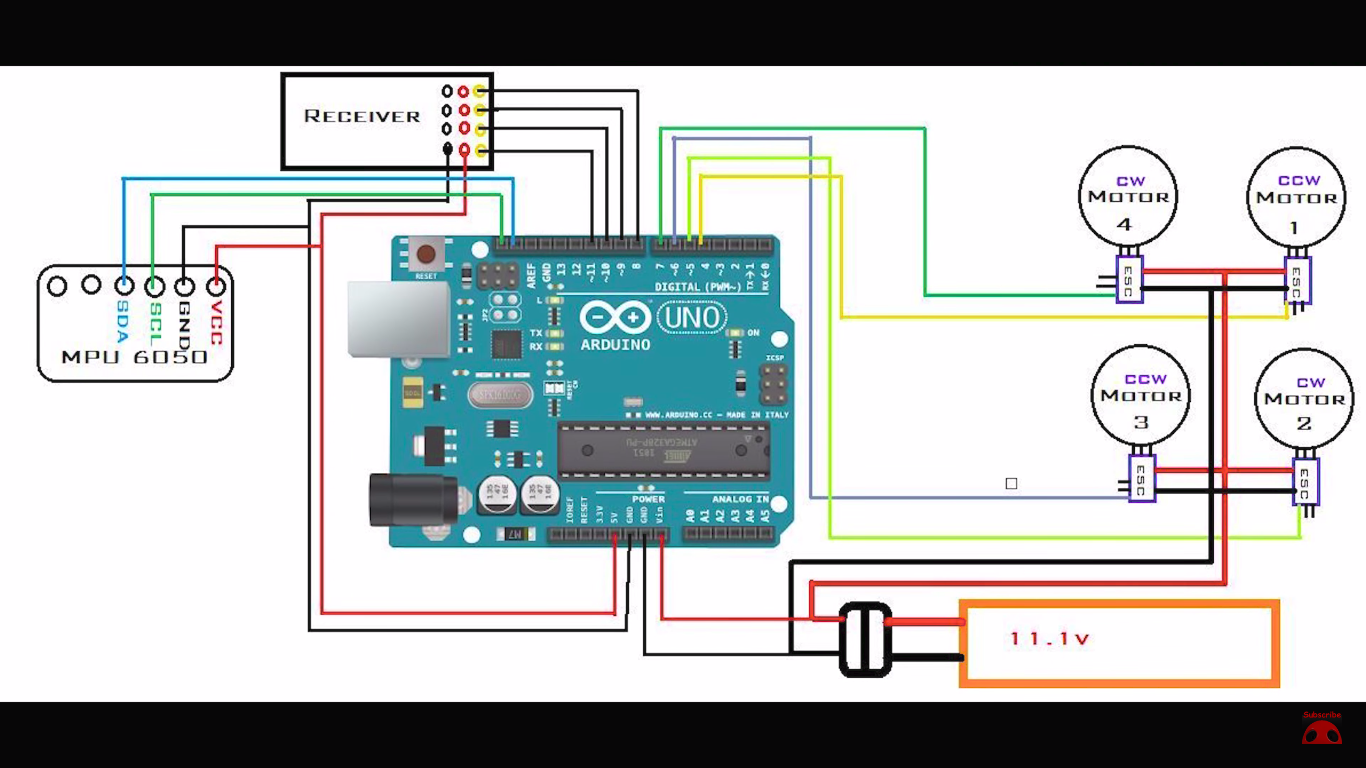 Receiver
CW
Motor
4
CCW
Motor
1
CCW
Motor
3
CW
Motor
2
ESC
ESC
ESC
ESC
SDA
SCL
GND
VCC
MPU 6050
RESET
AREF
GND
13
12
~11
~10
~9
8
7
~6
~5
4
~3
2
TX→1
RX←0
DIGITAL (PWM~)
ICSP
JP2
L
TX
RX
UNO
ARDUINO
ON
WWW.ARDUINO.CC – MADE IN ITALY
ATMEGA328P-PU
POWER
ANALOG IN
IOREF
RESET
3.3V
5V
GND
GND
Vin
A0
A1
A2
A3
A4
A5
M7
11.1v
Subscribe